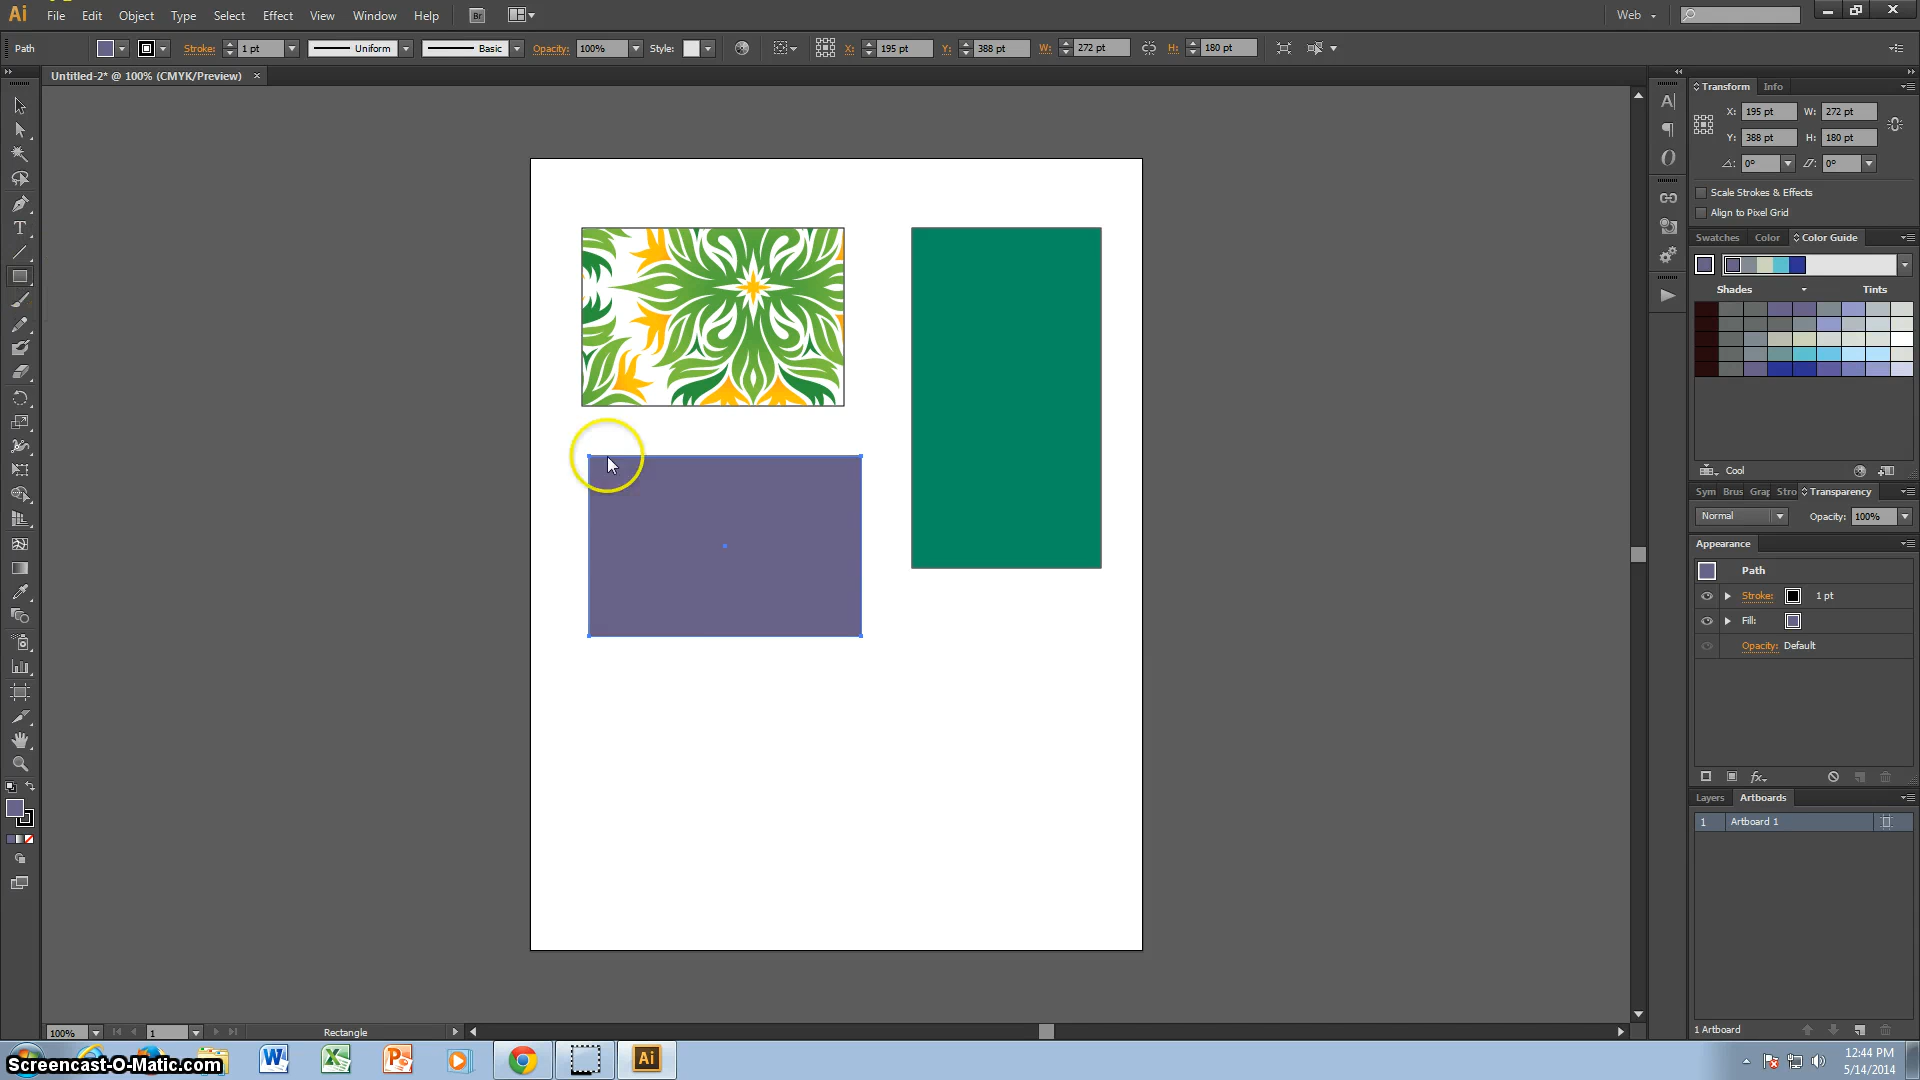 Ai File Edit Object Type Select Effect View Window Help Br Web
Path Stroke: 1 pt Uniform Basic Opacity: 100% Style: X: 195 pt Y: 388 pt W: 272 pt H: 180 pt
Untitled-2* @ 100% (CMYK/Preview)
Transform Info
X: 195 pt W: 272 pt
Y: 388 pt H: 180 pt
0° 0°
Scale Strokes & Effects
Align to Pixel Grid
Swatches Color Color Guide
Shades Tints
Cool
Sym Brus Grap Stro Transparency
Normal Opacity: 100%
Appearance
Path
Stroke: 1 pt
Fill:
Opacity: Default
fx
Layers Artboards
1 Artboard 1
1 Artboard
100% 1 Rectangle
Screencast-O-Matic.com
Ai
12:44 PM
5/14/2014